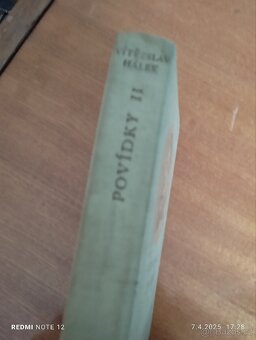 VÍTĚZSLAV
HÁLEK
POVÍDKY II
REDMI NOTE 12
7.4.2025 17:28